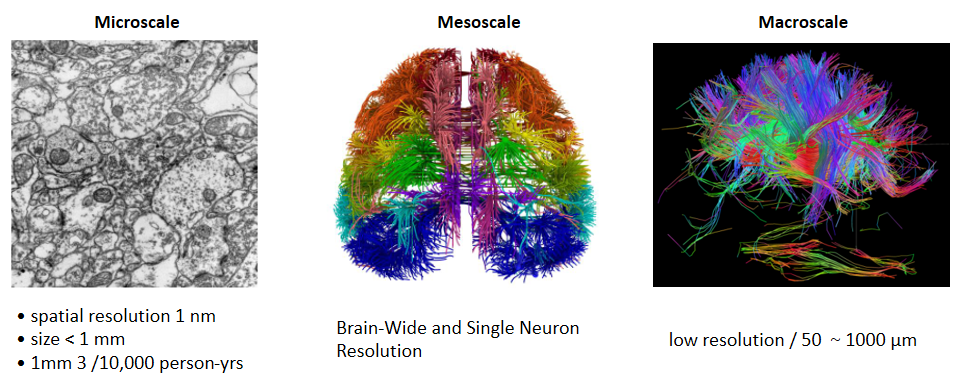 Microscale
Mesoscale
Macroscale
• spatial resolution 1 nm
• size < 1 mm
• 1mm 3 /10,000 person-yrs
Brain-Wide and Single Neuron
Resolution
low resolution / 50 ~ 1000 µm